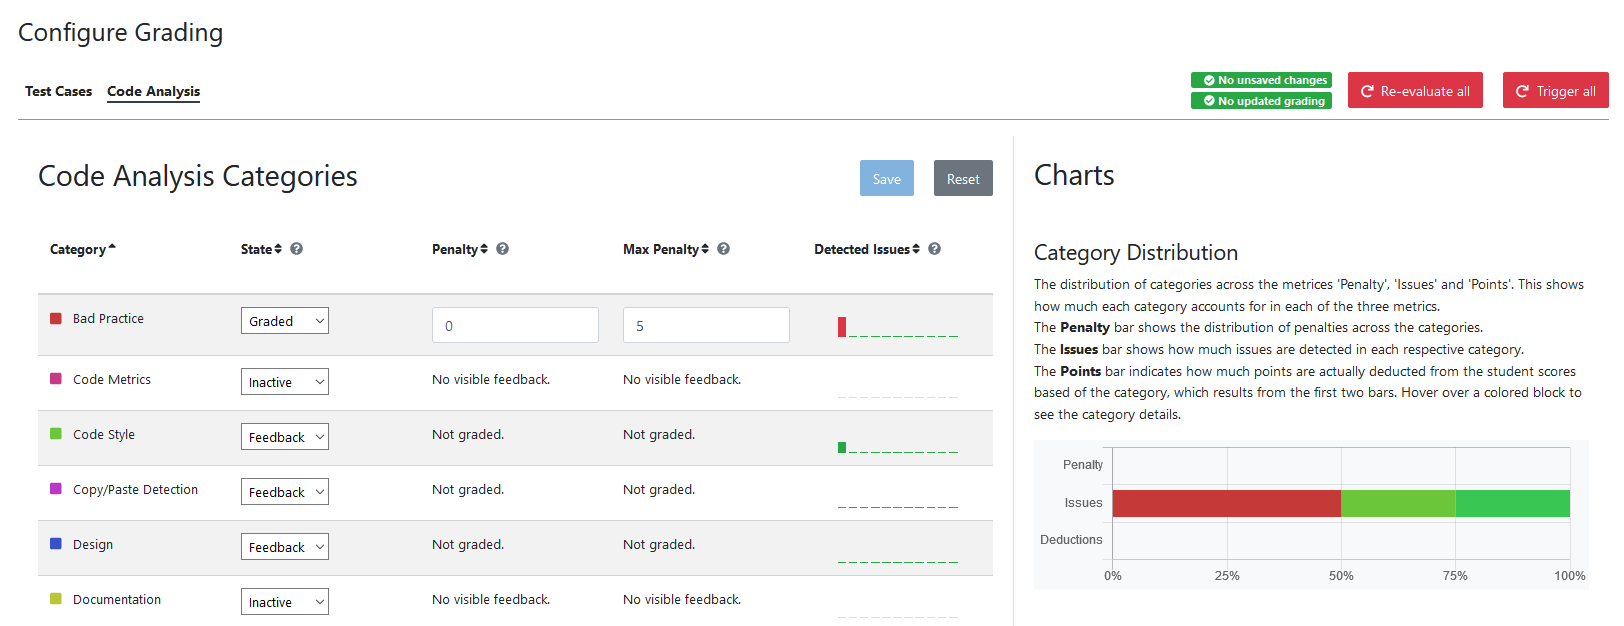 Configure Grading
Test Cases Code Analysis
No unsaved changes
No updated grading
Re-evaluate all
Trigger all
Code Analysis Categories
Save
Reset
Category State Penalty Max Penalty Detected Issues
Bad Practice Graded 0 5
Code Metrics Inactive No visible feedback. No visible feedback.
Code Style Feedback Not graded. Not graded.
Copy/Paste Detection Feedback Not graded. Not graded.
Design Feedback Not graded. Not graded.
Documentation Inactive No visible feedback. No visible feedback.
Charts
Category Distribution
The distribution of categories across the metrices 'Penalty', 'Issues' and 'Points'. This shows
how much each category accounts for in each of the three metrics.
The Penalty bar shows the distribution of penalties across the categories.
The Issues bar shows how much issues are detected in each respective category.
The Points bar indicates how much points are actually deducted from the student scores
based of the category, which results from the first two bars. Hover over a colored block to
see the category details.
Penalty
Issues
Deductions
0% 25% 50% 75% 100%